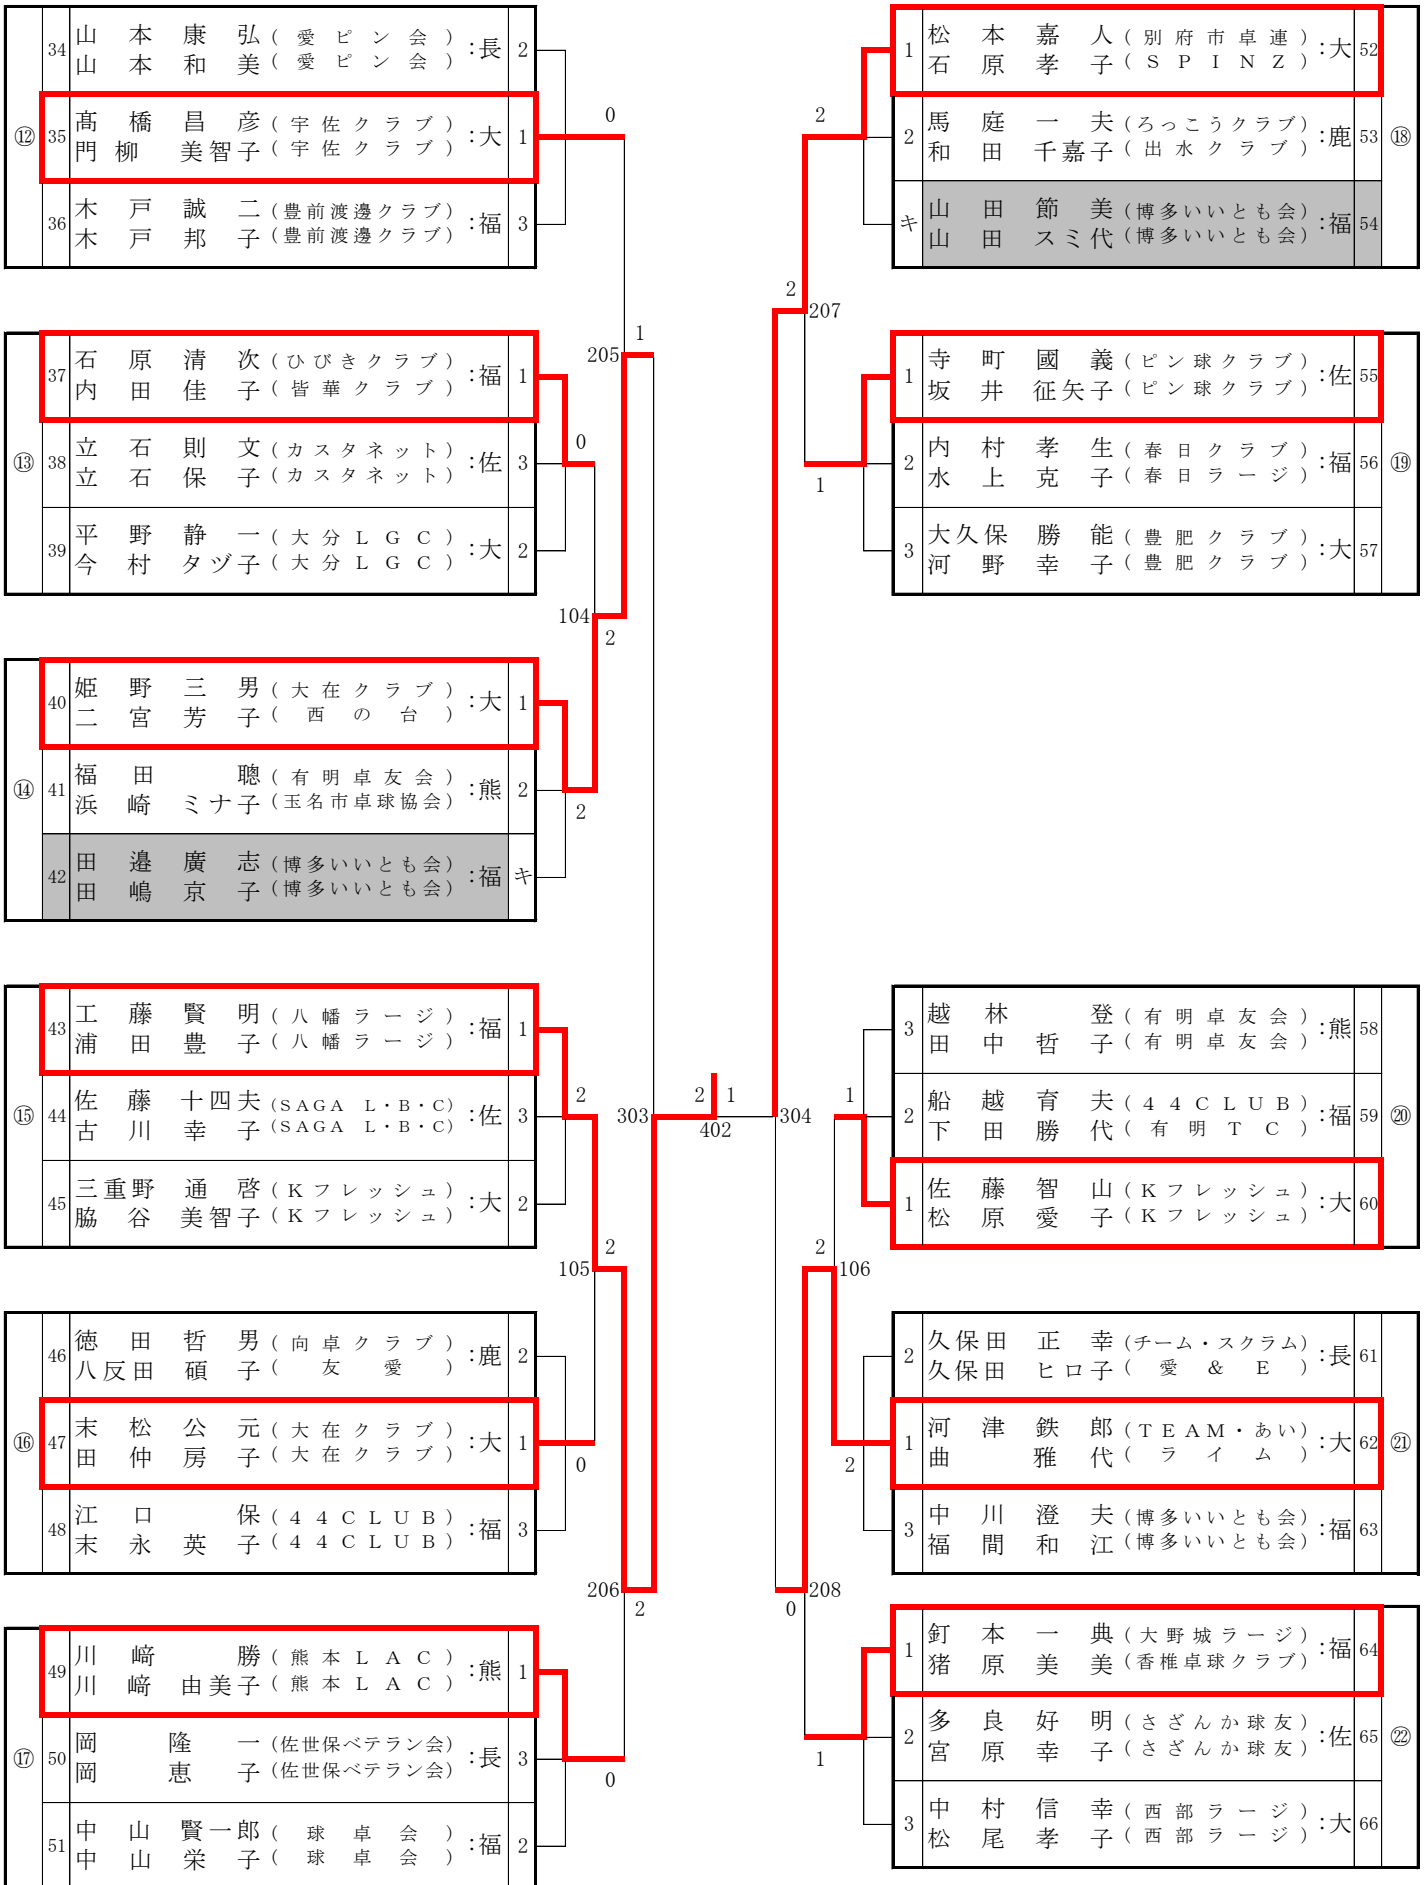 ⑫
34 山本康弘(愛ピン会):長 2
山本和美(愛ピン会)
35 髙橋昌彦(宇佐クラブ):大 1
門柳美智子(宇佐クラブ)
36 木戸誠二(豊前渡邊クラブ):福 3
木戸邦子(豊前渡邊クラブ)
⑬
37 石原清次(ひびきクラブ):福 1
内田佳子(皆華クラブ)
38 立石則文(カスタネット):佐 3
立石保子(カスタネット)
39 平野静一(大分LGC):大 2
今村タヅ子(大分LGC)
⑭
40 姫野三男(大在クラブ):大 1
二宮芳子(西の台)
41 福田聰(有明卓友会):熊 2
浜崎ミナ子(玉名市卓球協会)
42 田邉廣志(博多いいとも会):福 キ
田嶋京子(博多いいとも会)
⑮
43 工藤賢明(八幡ラージ):福 1
浦田豊子(八幡ラージ)
44 佐藤十四夫(SAGA L・B・C):佐 3
古川幸子(SAGA L・B・C)
45 三重野通啓(Kフレッシュ):大 2
脇谷美智子(Kフレッシュ)
⑯
46 徳田哲男(向卓クラブ):鹿 2
八反田碩子(友愛)
47 末松公元(大在クラブ):大 1
田仲房子(大在クラブ)
48 江口保(44CLUB):福 3
末永英子(44CLUB)
⑰
49 川﨑勝(熊本LAC):熊 1
川﨑由美子(熊本LAC)
50 岡隆一(佐世保ベテラン会):長 3
岡恵子(佐世保ベテラン会)
51 中山賢一郎(球卓会):福 2
中山栄子(球卓会)
0
205 1
0
104 2
2
2
303
2
105 2
0
206 2
0
2 1
402
304
2
2
207
1
1
2
106
2
208
0
1
⑱
1 松本嘉人(別府市卓連):大 52
石原孝子(SPINZ)
2 馬庭一夫(ろっこうクラブ):鹿 53
和田千嘉子(出水クラブ)
キ 山田節美(博多いいとも会):福 54
山田スミ代(博多いいとも会)
⑲
1 寺町國義(ピン球クラブ):佐 55
坂井征矢子(ピン球クラブ)
2 内村孝生(春日クラブ):福 56
水上克子(春日ラージ)
3 大久保勝能(豊肥クラブ):大 57
河野幸子(豊肥クラブ)
⑳
3 越林登(有明卓友会):熊 58
田中哲子(有明卓友会)
2 船越育夫(44CLUB):福 59
下田勝代(有明TC)
1 佐藤智山(Kフレッシュ):大 60
松原愛子(Kフレッシュ)
㉑
2 久保田正幸(チーム・スクラム):長 61
久保田ヒロ子(愛&E)
1 河津鉄郎(TEAM・あい):大 62
曲雅代(ライム)
3 中川澄夫(博多いいとも会):福 63
福間和江(博多いいとも会)
㉒
1 釘本一典(大野城ラージ):福 64
猪原美美(香椎卓球クラブ)
2 多良好明(さざんか球友):佐 65
宮原幸子(さざんか球友)
3 中村信幸(西部ラージ):大 66
松尾孝子(西部ラージ)